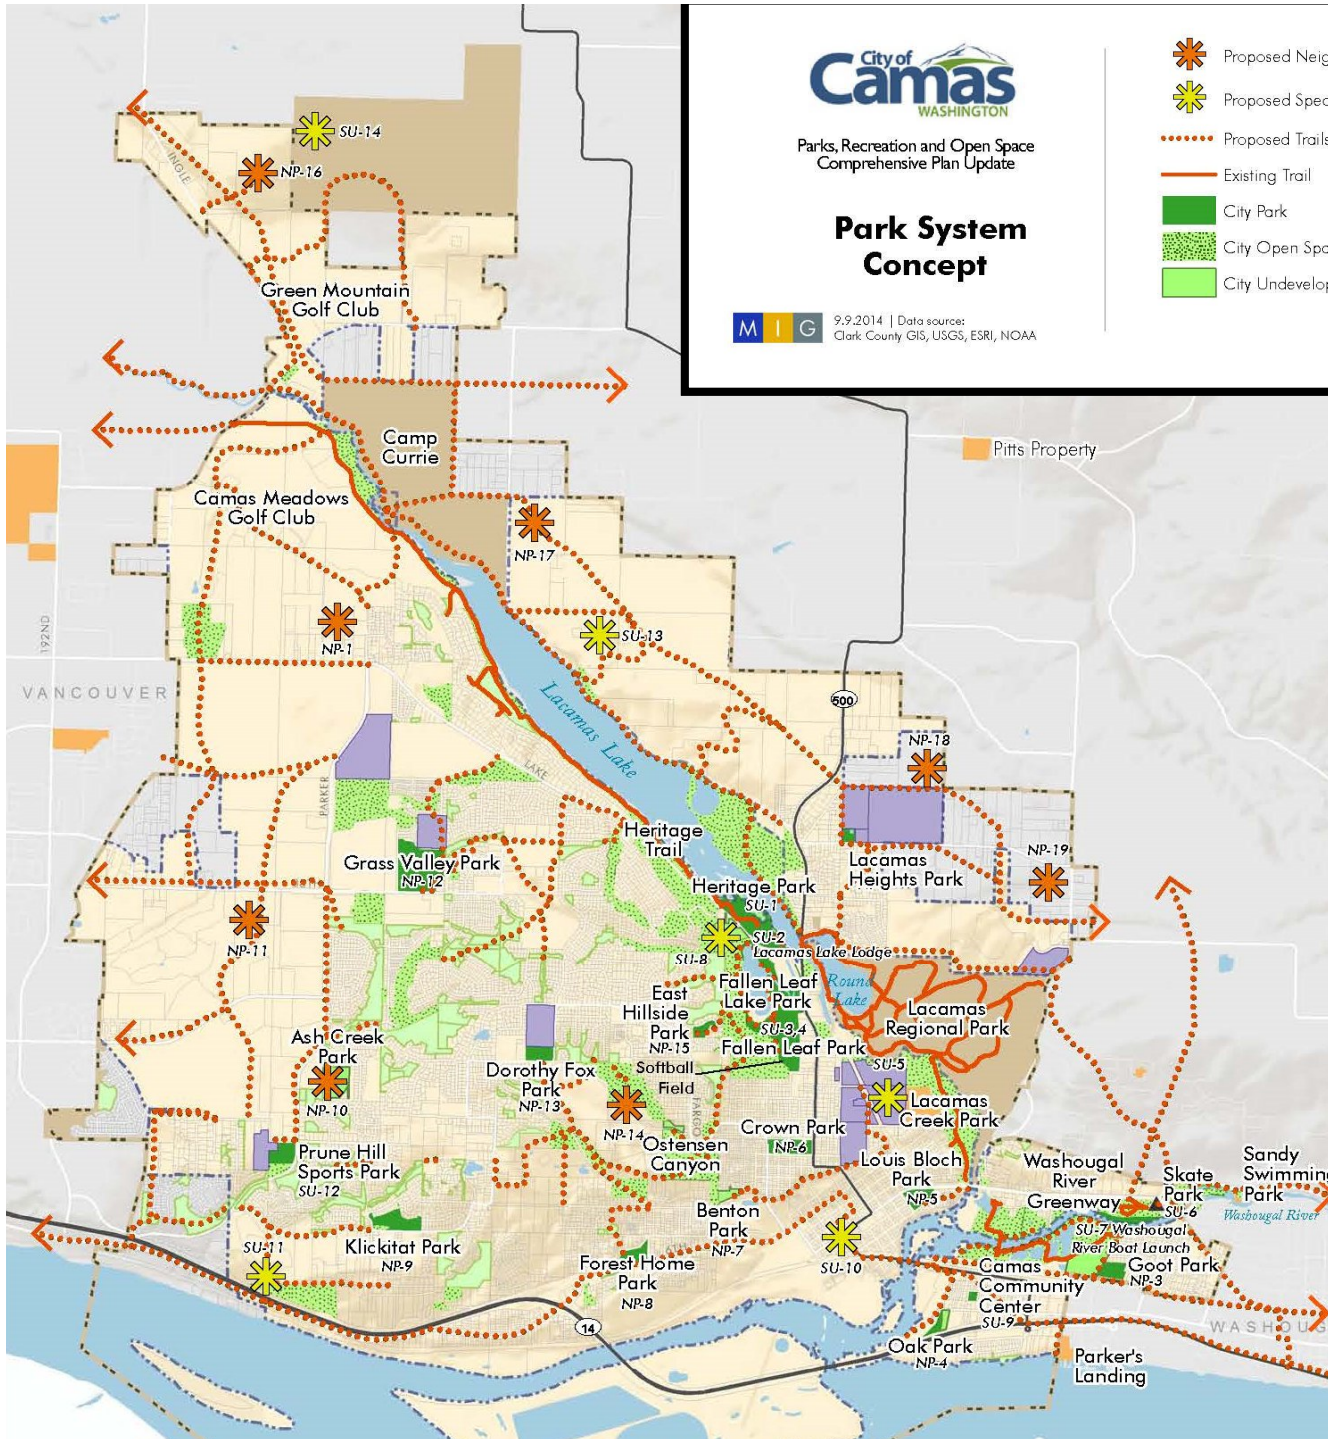 City of
Camas
WASHINGTON
Parks, Recreation and Open Space
Comprehensive Plan Update
Park System
Concept
M I G
9.9.2014 | Data source:
Clark County GIS, USGS, ESRI, NOAA
Proposed Neig
Proposed Spec
Proposed Trails
Existing Trail
City Park
City Open Spa
City Undevelop
SU-14
NP-16
INGLE
Green Mountain
Golf Club
Camp
Currie
Pitts Property
Camas Meadows
Golf Club
NP-17
192ND
NP-1
SU-13
VANCOUVER
Lacamas Lake
500
NP-18
LAKE
PARKER
Heritage
Trail
Grass Valley Park
NP-12
Lacamas
Heights Park
NP-19
Heritage Park
SU-1
NP-11
SU-8
SU-2
Lacamas Lake Lodge
Fallen Leaf
Lake Park
Round
Lake
East
Hillside
Park
NP-15
SU-3,4
Lacamas
Regional Park
Ash Creek
Park
NP-10
Fallen Leaf Park
Softball
Field
SU-5
Dorothy Fox
Park
NP-13
Lacamas
Creek Park
FARGO
NP-14
Ostensen
Canyon
Crown Park
NP-6
Prune Hill
Sports Park
SU-12
Louis Bloch
Park
NP-5
Washougal
River
Greenway
Skate
Park
SU-6
Sandy
Swimming
Park
Washougal River
Benton
Park
NP-7
SU-7 Washougal
River Boat Launch
SU-11
Klickitat Park
NP-9
SU-10
Forest Home
Park
NP-8
Camas
Community
Center
SU-9
Goot Park
NP-3
14
WASHOUG
Oak Park
NP-4
Parker's
Landing